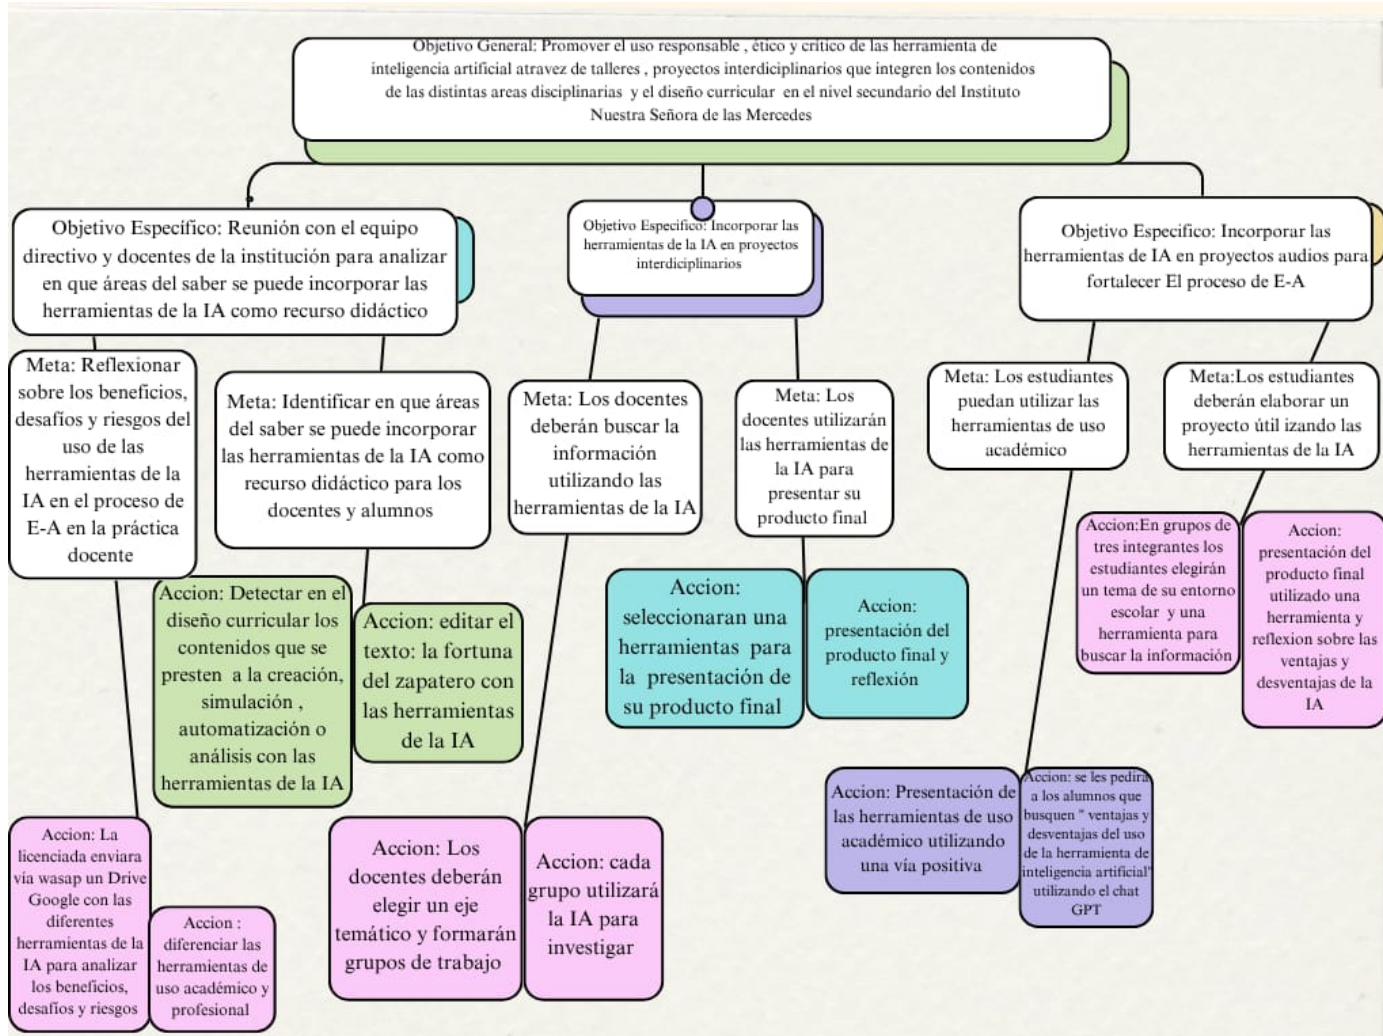 Objetivo General: Promover el uso responsable , ético y crítico de las herramienta de
inteligencia artificial atravez de talleres , proyectos interdiciplinarios que integren los contenidos
de las distintas areas disciplinarias y el diseño curricular en el nivel secundario del Instituto
Nuestra Señora de las Mercedes
Objetivo Específico: Reunión con el equipo
directivo y docentes de la institución para analizar
en que áreas del saber se puede incorporar las
herramientas de la IA como recurso didáctico
Objetivo Especifico: Incorporar las
herramientas de la IA en proyectos
interdiciplinarios
Objetivo Especifico: Incorporar las
herramientas de IA en proyectos audios para
fortalecer El proceso de E-A
Meta: Reflexionar
sobre los beneficios,
desafíos y riesgos del
uso de las
herramientas de la
IA en el proceso de
E-A en la práctica
docente
Meta: Identificar en que áreas
del saber se puede incorporar
las herramientas de la IA como
recurso didáctico para los
docentes y alumnos
Meta: Los docentes
deberán buscar la
información
utilizando las
herramientas de la IA
Meta: Los
docentes utilizarán
las herramientas de
la IA para
presentar su
producto final
Meta: Los estudiantes
puedan utilizar las
herramientas de uso
académico
Meta:Los estudiantes
deberán elaborar un
proyecto útil izando las
herramientas de la IA
Accion: Detectar en el
diseño curricular los
contenidos que se
presten a la creación,
simulación ,
automatización o
análisis con las
herramientas de la IA
Accion: editar el
texto: la fortuna
del zapatero con
las herramientas
de la IA
Accion:
seleccionaran una
herramientas para
la presentación de
su producto final
Accion:
presentación del
producto final y
reflexión
Accion:En grupos de
tres integrantes los
estudiantes elegirán
un tema de su entorno
escolar y una
herramienta para
buscar la información
Accion:
presentación del
producto final
utilizado una
herramienta y
reflexion sobre las
ventajas y
desventajas de la
IA
Accion: La
licenciada enviara
vía wasap un Drive
Google con las
diferentes
herramientas de la
IA para analizar
los beneficios,
desafíos y riesgos
Accion :
diferenciar las
herramientas de
uso académico y
profesional
Accion: Los
docentes deberán
elegir un eje
temático y formarán
grupos de trabajo
Accion: cada
grupo utilizará
la IA para
investigar
Accion: Presentación de
las herramientas de uso
académico utilizando
una vía positiva
Accion: se les pedira
a los alumnos que
busquen " ventajas y
desventajas del uso
de la herramienta de
inteligencia artificial"
utilizando el chat
GPT